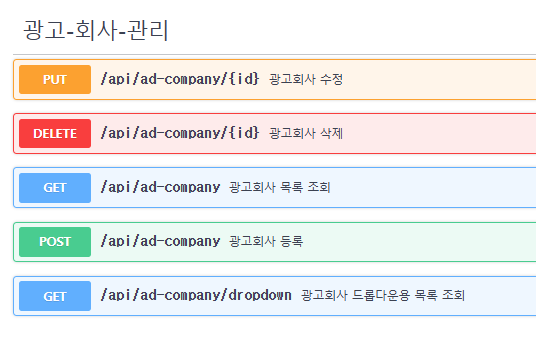 광고-회사-관리
PUT /api/ad-company/{id} 광고회사 수정
DELETE /api/ad-company/{id} 광고회사 삭제
GET /api/ad-company 광고회사 목록 조회
POST /api/ad-company 광고회사 등록
GET /api/ad-company/dropdown 광고회사 드롭다운용 목록 조회